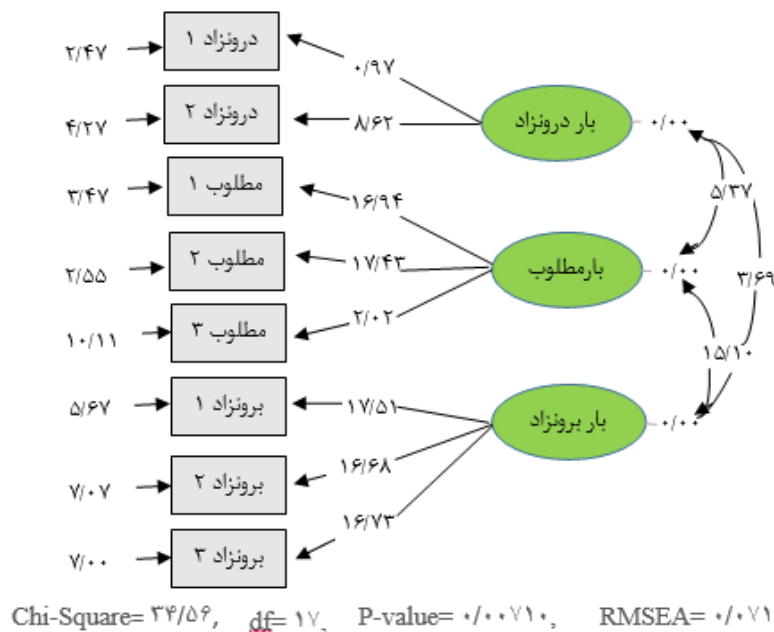 درونزاد ۱
۲/۴۷
۰/۹۷
درونزاد ۲
۴/۲۷
۸/۶۲
بار درونزاد
۰/۰۰
مطلوب ۱
۳/۴۷
۱۶/۹۴
۵/۳۷
مطلوب ۲
۲/۵۵
۱۷/۴۳
بارمطلوب
۰/۰۰
۳/۶۹
مطلوب ۳
۱۰/۱۱
۲/۰۲
۱۵/۱۰
برونزاد ۱
۵/۶۷
۱۷/۵۱
بار برونزاد
۰/۰۰
برونزاد ۲
۷/۰۷
۱۶/۶۸
برونزاد ۳
۷/۰۰
۱۶/۷۳
Chi-Square= ۳۴/۵۶, df= ۱۷, P-value= ۰/۰۰۷۱۰, RMSEA= ۰/۰۷۱